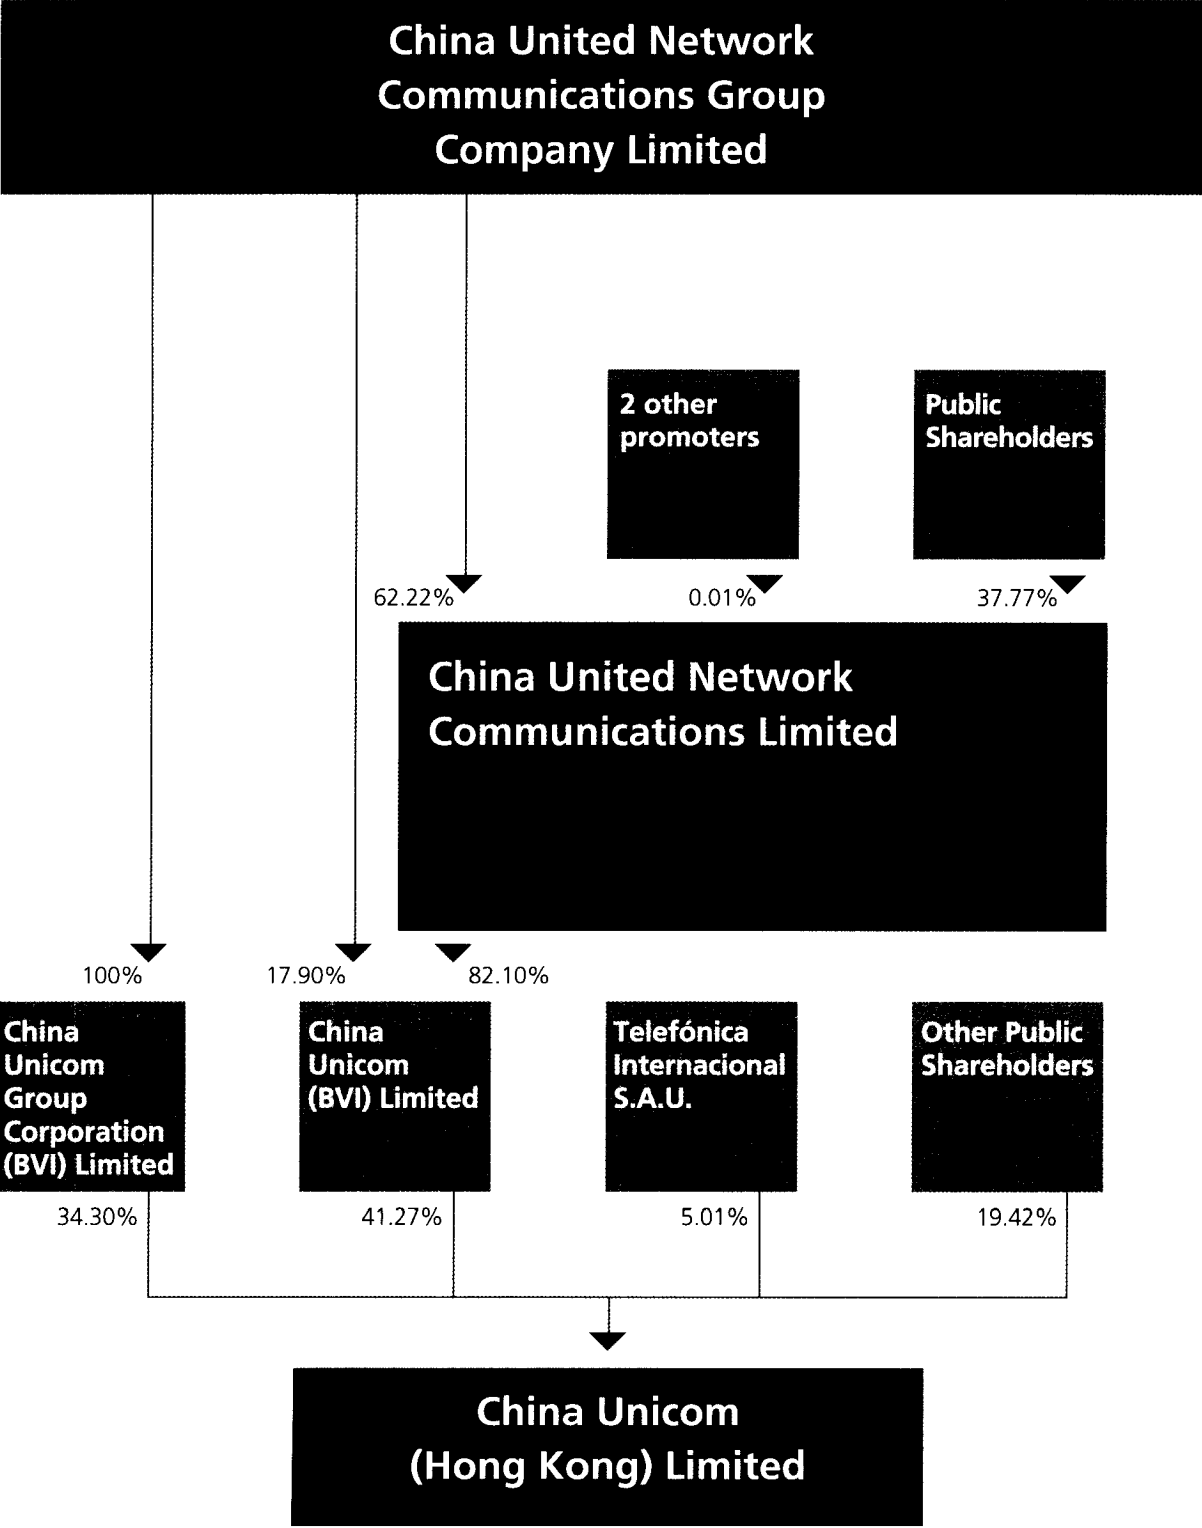 China United Network
Communications Group
Company Limited
2 other
promoters
Public
Shareholders
62.22%
0.01%
37.77%
China United Network
Communications Limited
100%
17.90%
82.10%
China
Unicom
Group
Corporation
(BVI) Limited
China
Unicom
(BVI) Limited
Telefónica
Internacional
S.A.U.
Other Public
Shareholders
34.30%
41.27%
5.01%
19.42%
China Unicom
(Hong Kong) Limited